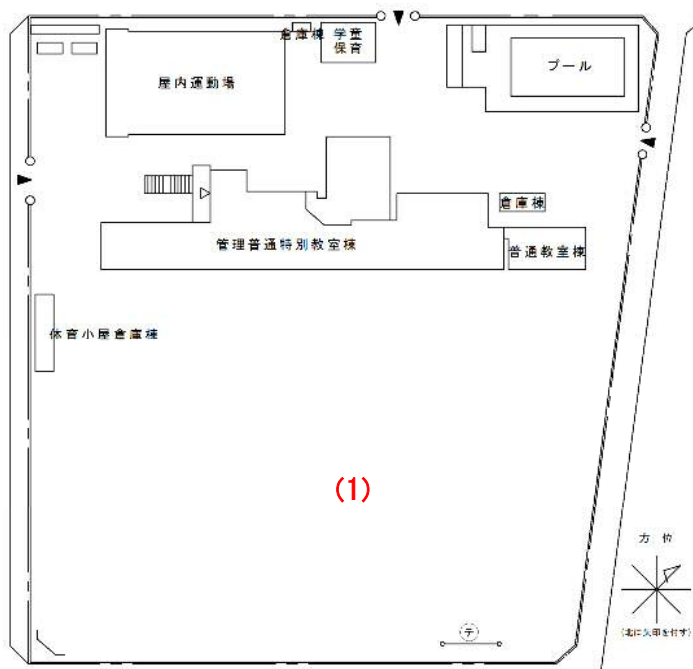 倉庫棟
学童
保育
屋内運動場
プール
倉庫棟
管理普通特別教室棟
普通教室棟
体育小屋倉庫棟
(1)
方位
テ
(北に矢印を付す)